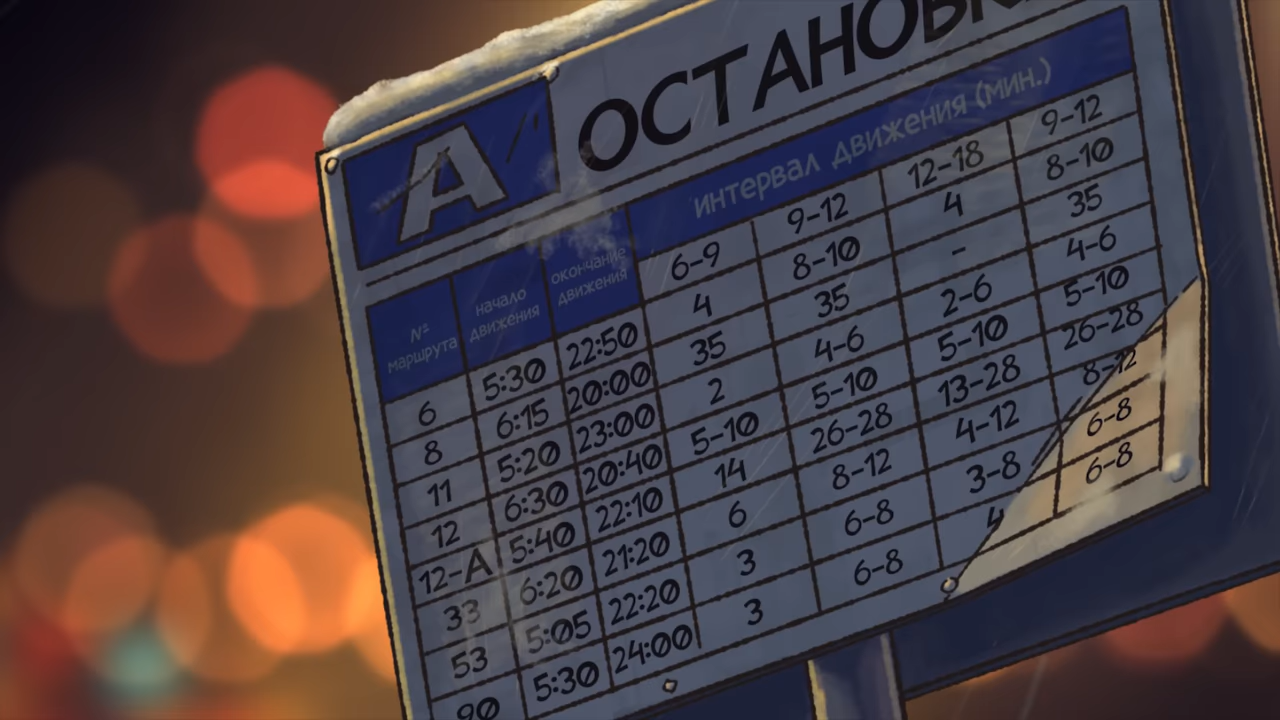 А ОСТАНОВК
№ маршрута
начало движения
окончание движения
интервал движения (мин.)
6-9 9-12 12-18 9-12
6 5:30 22:50 4 8-10 4 8-10
8 6:15 20:00 35 35 - 35
11 5:20 23:00 2 4-6 2-6 4-6
12 6:30 20:40 5-10 5-10 5-10 5-10
12-А 5:40 22:10 14 26-28 13-28 26-28
33 6:20 21:20 6 8-12 4-12 8-12
53 5:05 22:20 3 6-8 3-8 6-8
90 5:30 24:00 3 6-8 4 6-8